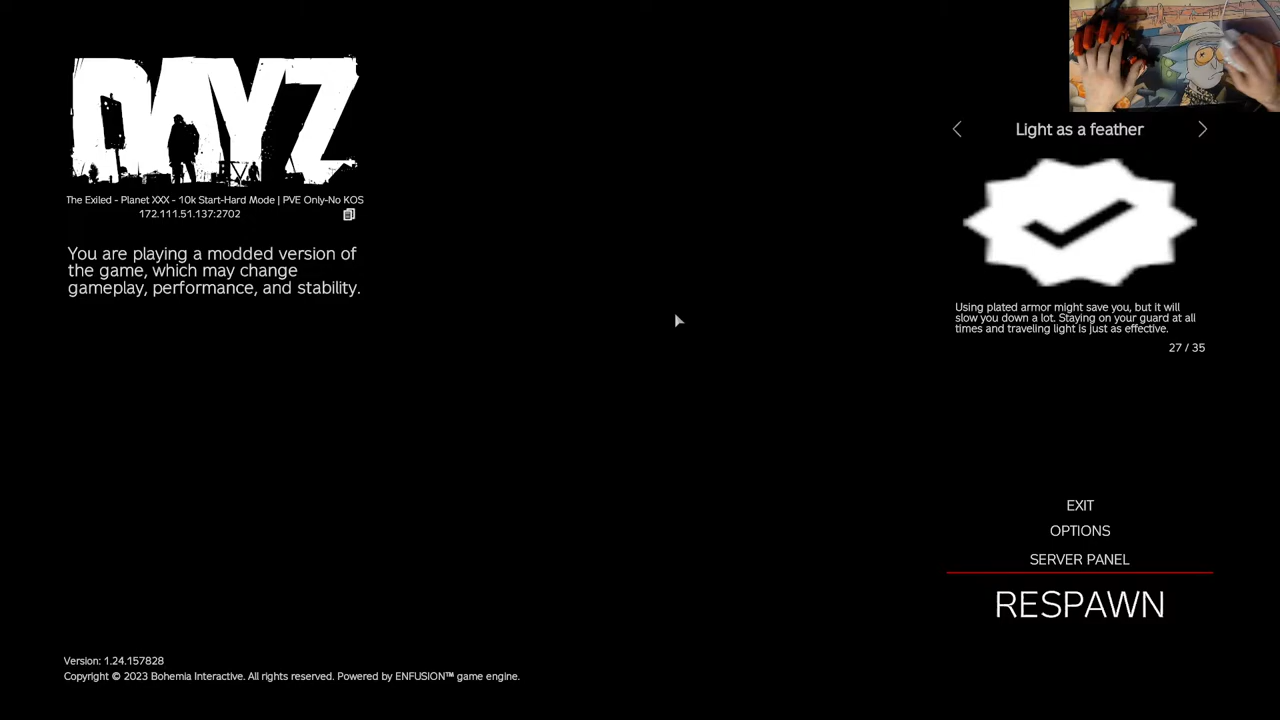 DAYZ
The Exiled - Planet XXX - 10k Start-Hard Mode | PVE Only-No KOS
172.111.51.137:2702
You are playing a modded version of
the game, which may change
gameplay, performance, and stability.
Light as a feather
Using plated armor might save you, but it will
slow you down a lot. Staying on your guard at all
times and traveling light is just as effective.
27 / 35
EXIT
OPTIONS
SERVER PANEL
RESPAWN
Version: 1.24.157828
Copyright © 2023 Bohemia Interactive. All rights reserved. Powered by ENFUSION™ game engine.